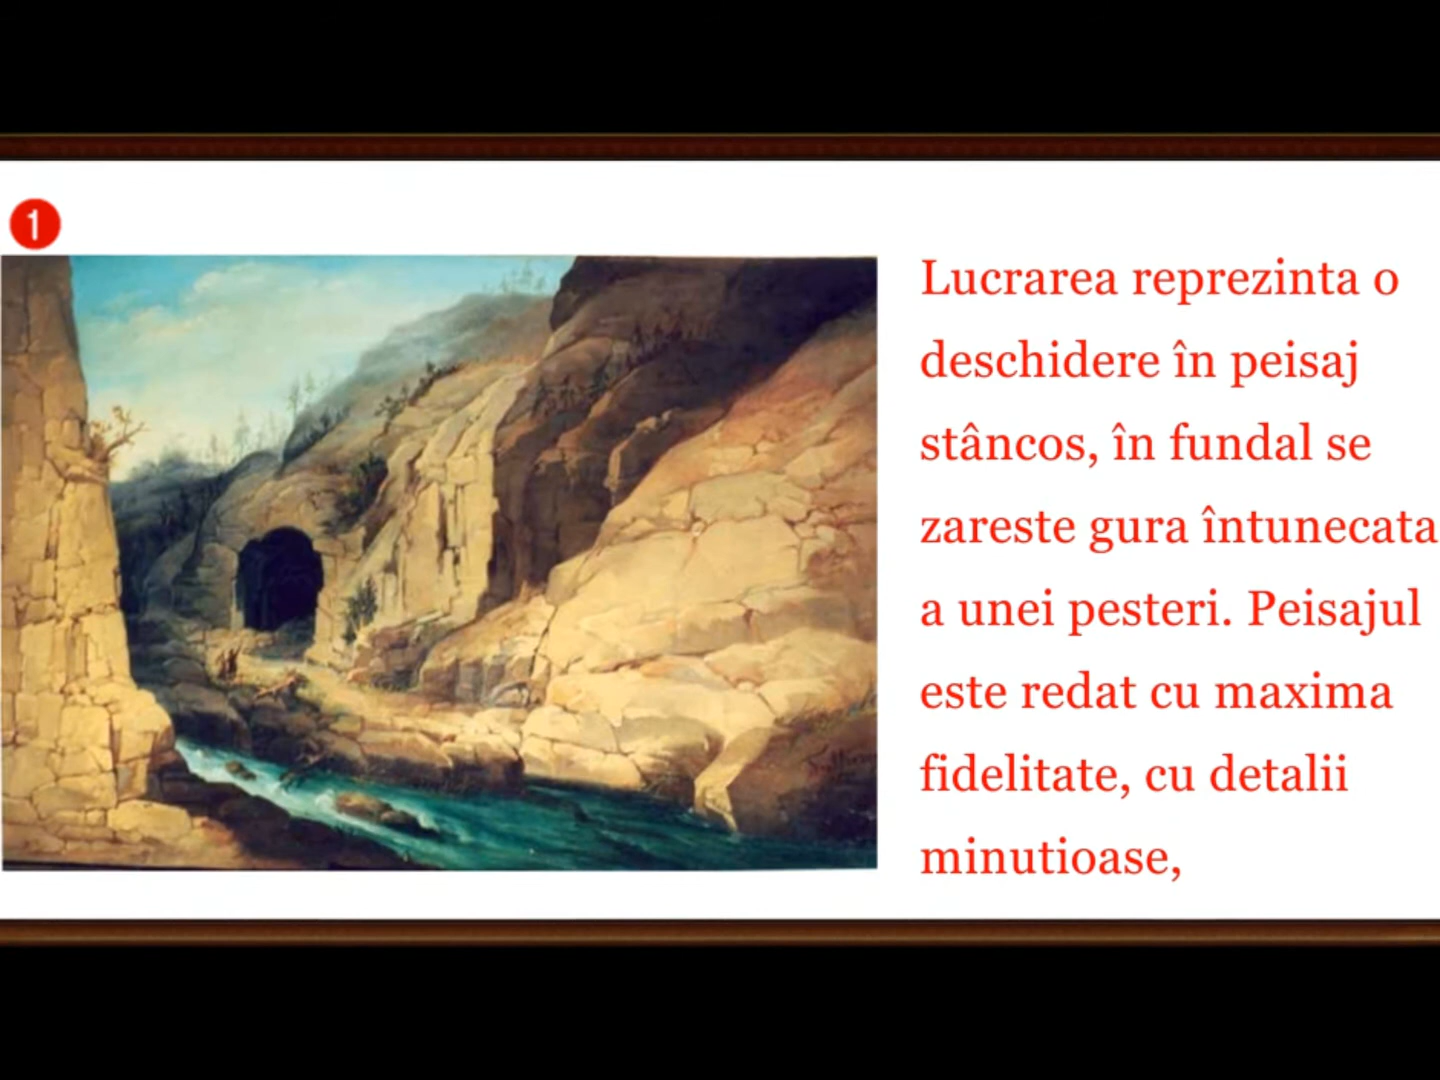 1
Lucrarea reprezinta o
deschidere în peisaj
stâncos, în fundal se
zareste gura întunecata
a unei pesteri. Peisajul
este redat cu maxima
fidelitate, cu detalii
minutioase,